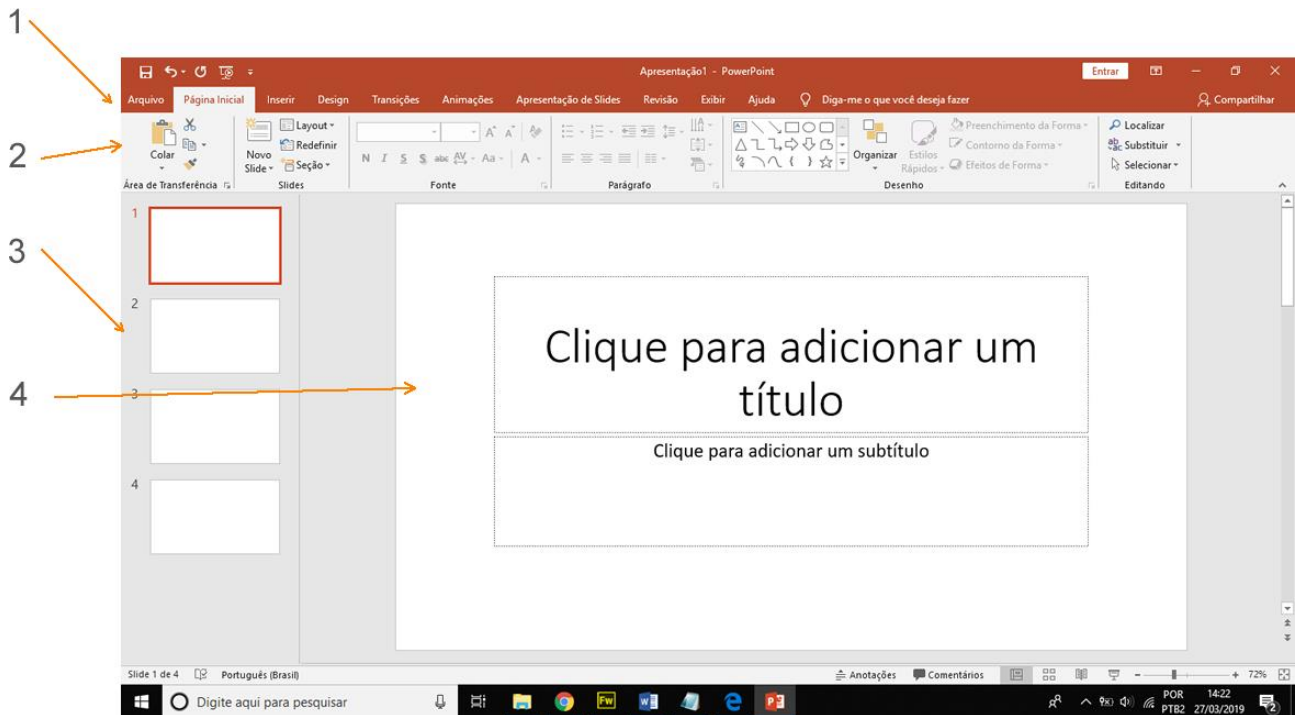 1
Apresentação1 - PowerPoint
Entrar
Arquivo Página Inicial Inserir Design Transições Animações Apresentação de Slides Revisão Exibir Ajuda Diga-me o que você deseja fazer Compartilhar
2
Colar
Área de Transferência
Novo Slide
Layout
Redefinir
Seção
Slides
N I S S abc AV Aa A
Fonte
Parágrafo
Organizar
Estilos Rápidos
Preenchimento da Forma
Contorno da Forma
Efeitos de Forma
Desenho
Localizar
Substituir
Selecionar
Editando
3
4
1
2
3
4
Clique para adicionar um
título
Clique para adicionar um subtítulo
Slide 1 de 4 Português (Brasil) Anotações Comentários 72%
Digite aqui para pesquisar
Fw
POR
PTB2
14:22
27/03/2019
2